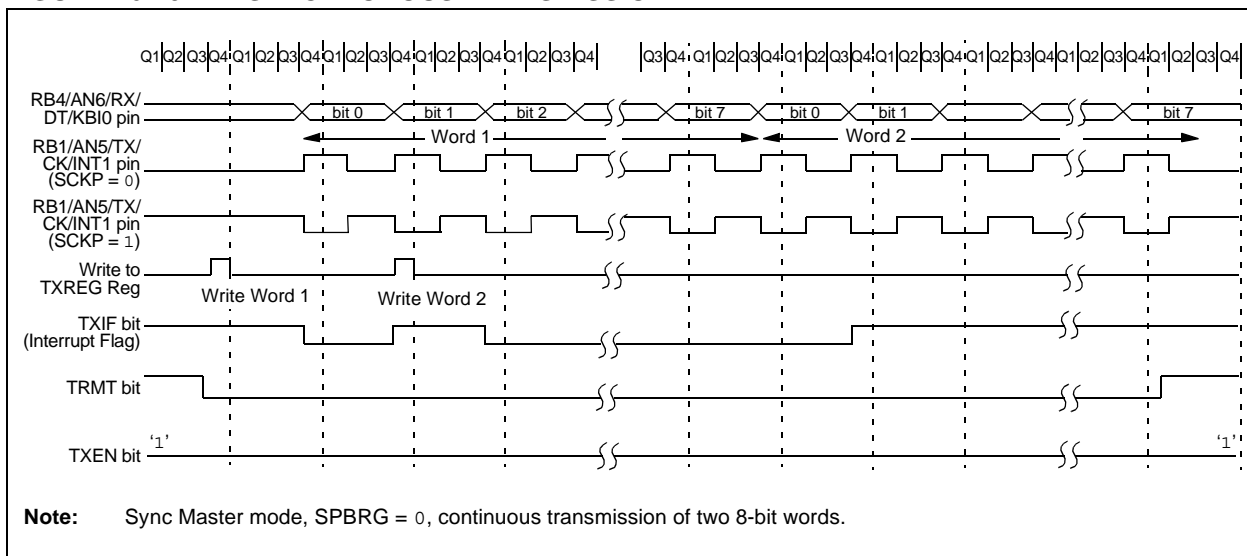 Q1 Q2 Q3 Q4 Q1 Q2 Q3 Q4 Q1 Q2 Q3 Q4 Q1 Q2 Q3 Q4 Q1 Q2 Q3 Q4 Q3 Q4 Q1 Q2 Q3 Q4 Q1 Q2 Q3 Q4 Q1 Q2 Q3 Q4 Q1 Q2 Q3 Q4 Q1 Q2 Q3 Q4 Q1 Q2 Q3 Q4
RB4/AN6/RX/
DT/KBI0 pin
bit 0 bit 1 bit 2 bit 7 bit 0 bit 1 bit 7
Word 1 Word 2
RB1/AN5/TX/
CK/INT1 pin
(SCKP = 0)
RB1/AN5/TX/
CK/INT1 pin
(SCKP = 1)
Write to
TXREG Reg
Write Word 1 Write Word 2
TXIF bit
(Interrupt Flag)
TRMT bit
'1' '1'
TXEN bit
Note: Sync Master mode, SPBRG = 0, continuous transmission of two 8-bit words.